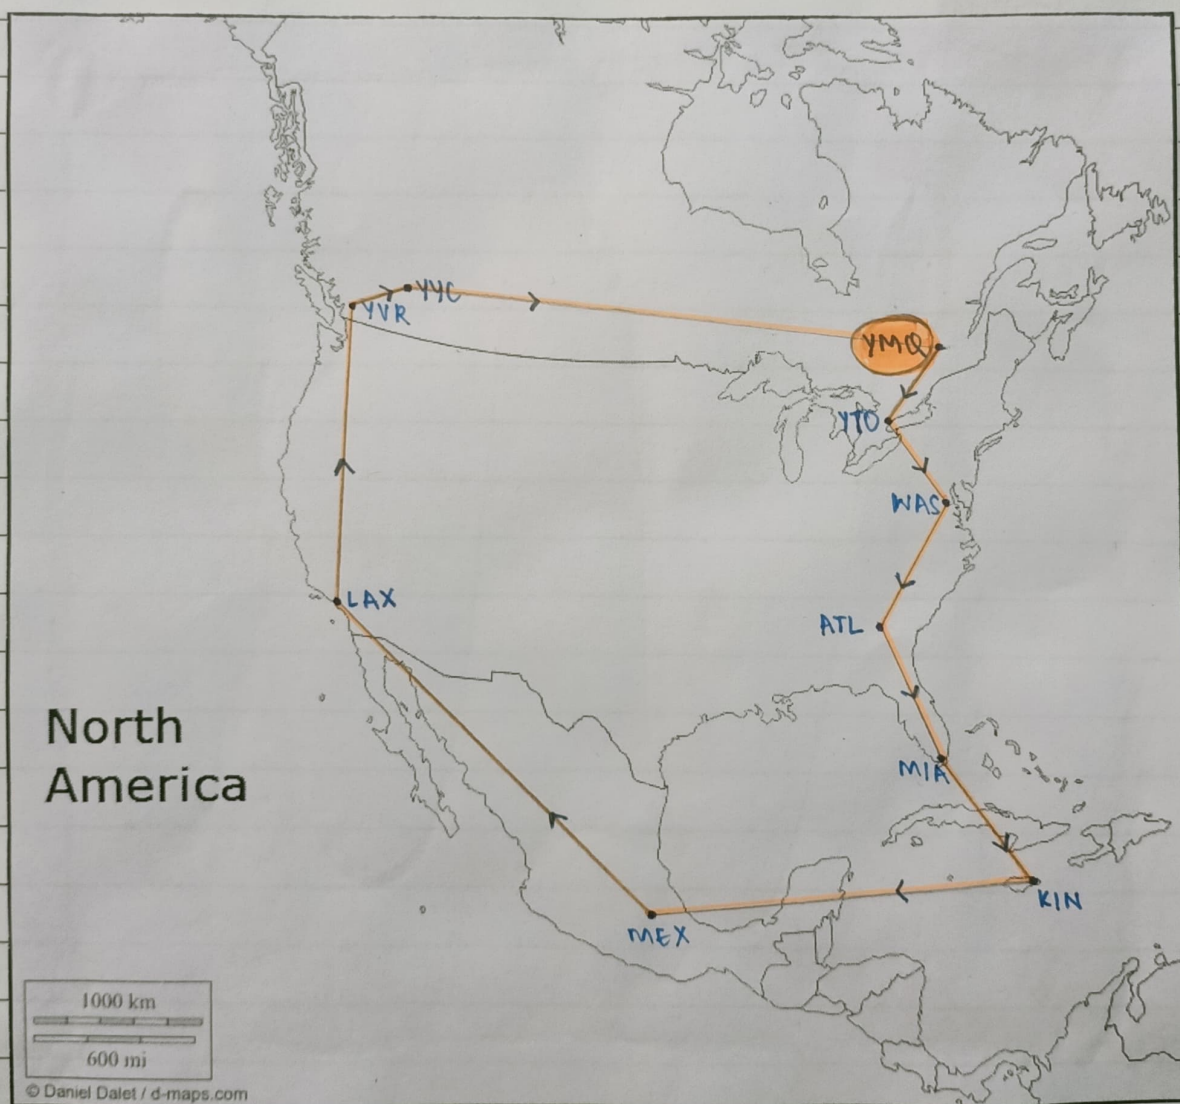 YYC
YVR
YMQ
YTO
WAS
LAX
ATL
North
America
MIA
KIN
MEX
1000 km
600 mi
© Daniel Dalet / d-maps.com